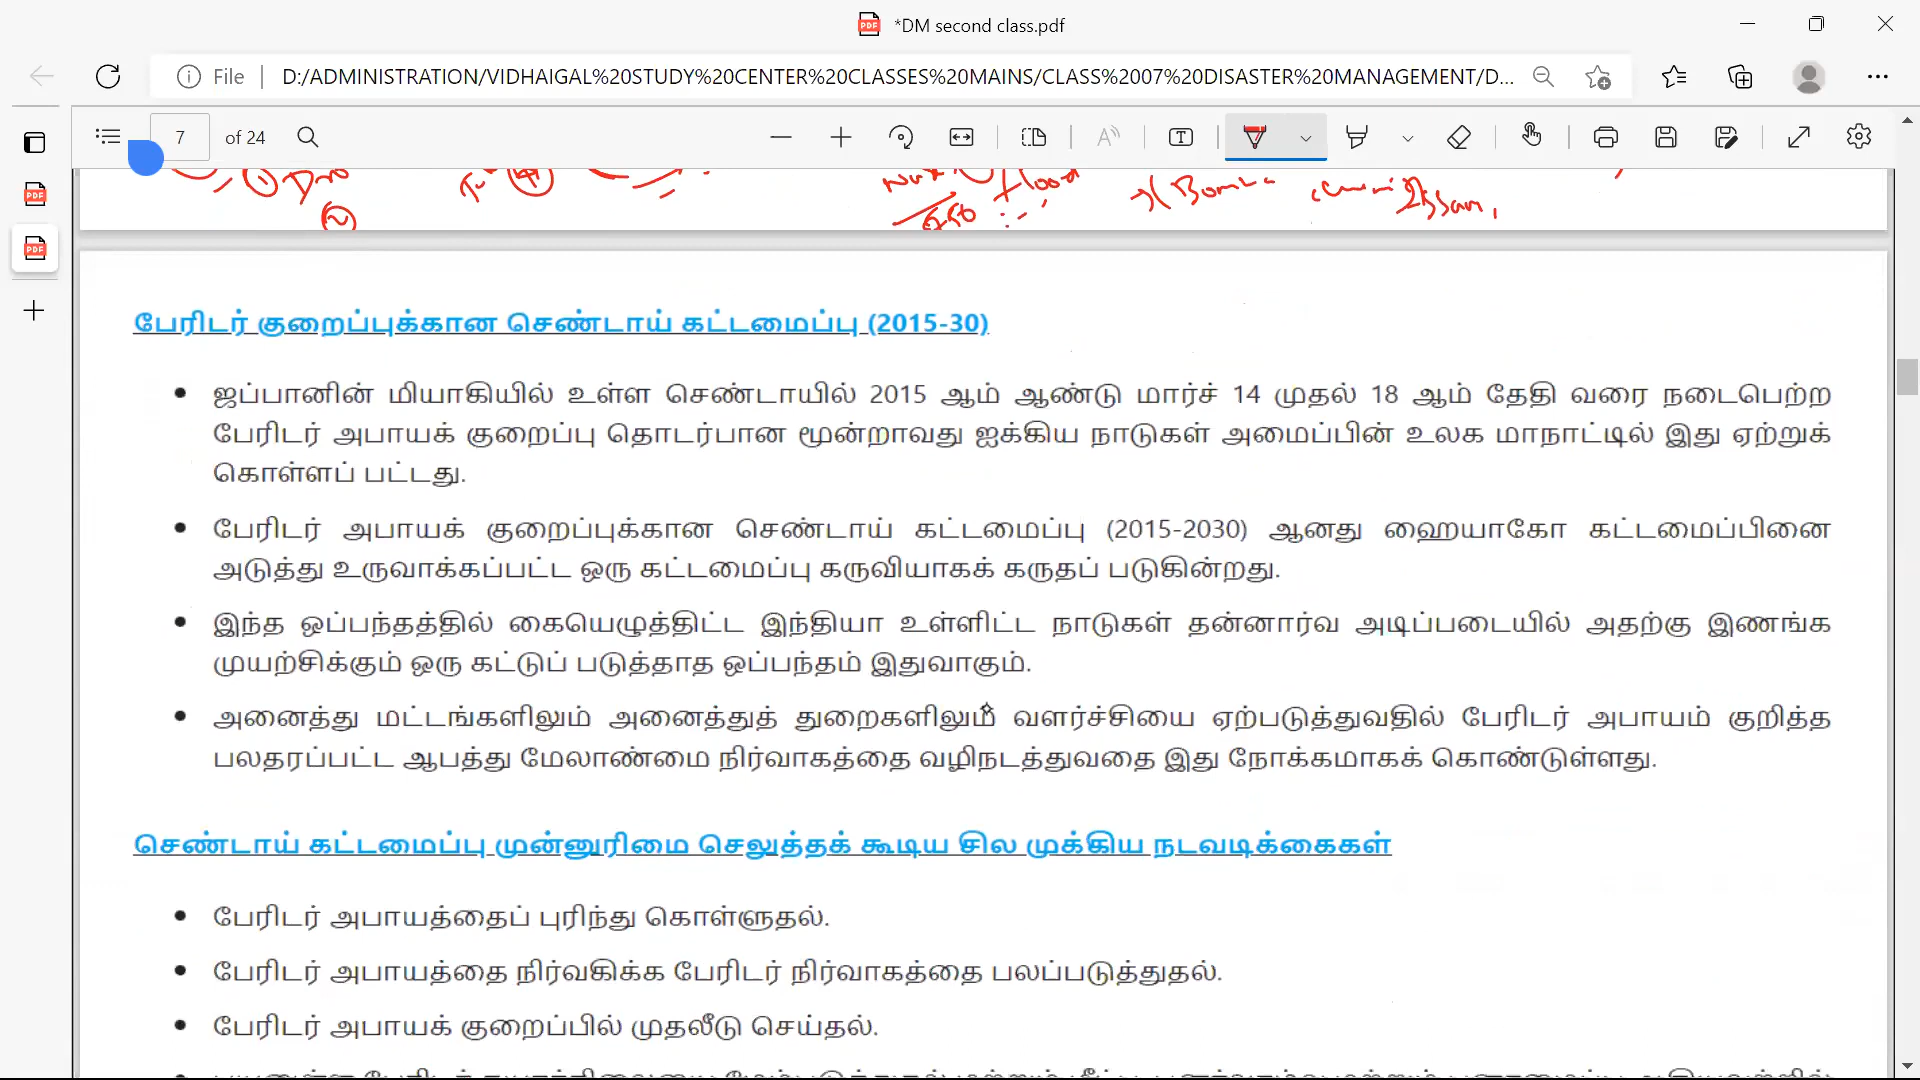 *DM second class.pdf
File
D:/ADMINISTRATION/VIDHAIGAL%20STUDY%20CENTER%20CLASSES%20MAINS/CLASS%2007%20DISASTER%20MANAGEMENT/D...
7 of 24
flood
பேரிடர் குறைப்புக்கான செண்டாய் கட்டமைப்பு (2015-30)
• ஜப்பானின் மியாகியில் உள்ள செண்டாயில் 2015 ஆம் ஆண்டு மார்ச் 14 முதல் 18 ஆம் தேதி வரை நடைபெற்ற
பேரிடர் அபாயக் குறைப்பு தொடர்பான மூன்றாவது ஐக்கிய நாடுகள் அமைப்பின் உலக மாநாட்டில் இது ஏற்றுக்
கொள்ளப் பட்டது.
• பேரிடர் அபாயக் குறைப்புக்கான செண்டாய் கட்டமைப்பு (2015-2030) ஆனது ஹையாகோ கட்டமைப்பினை
அடுத்து உருவாக்கப்பட்ட ஒரு கட்டமைப்பு கருவியாகக் கருதப் படுகின்றது.
• இந்த ஒப்பந்தத்தில் கையெழுத்திட்ட இந்தியா உள்ளிட்ட நாடுகள் தன்னார்வ அடிப்படையில் அதற்கு இணங்க
முயற்சிக்கும் ஒரு கட்டுப் படுத்தாத ஒப்பந்தம் இதுவாகும்.
• அனைத்து மட்டங்களிலும் அனைத்துத் துறைகளிலும் வளர்ச்சியை ஏற்படுத்துவதில் பேரிடர் அபாயம் குறித்த
பலதரப்பட்ட ஆபத்து மேலாண்மை நிர்வாகத்தை வழிநடத்துவதை இது நோக்கமாகக் கொண்டுள்ளது.
செண்டாய் கட்டமைப்பு முன்னுரிமை செலுத்தக் கூடிய சில முக்கிய நடவடிக்கைகள்
• பேரிடர் அபாயத்தைப் புரிந்து கொள்ளுதல்.
• பேரிடர் அபாயத்தை நிர்வகிக்க பேரிடர் நிர்வாகத்தை பலப்படுத்துதல்.
• பேரிடர் அபாயக் குறைப்பில் முதலீடு செய்தல்.